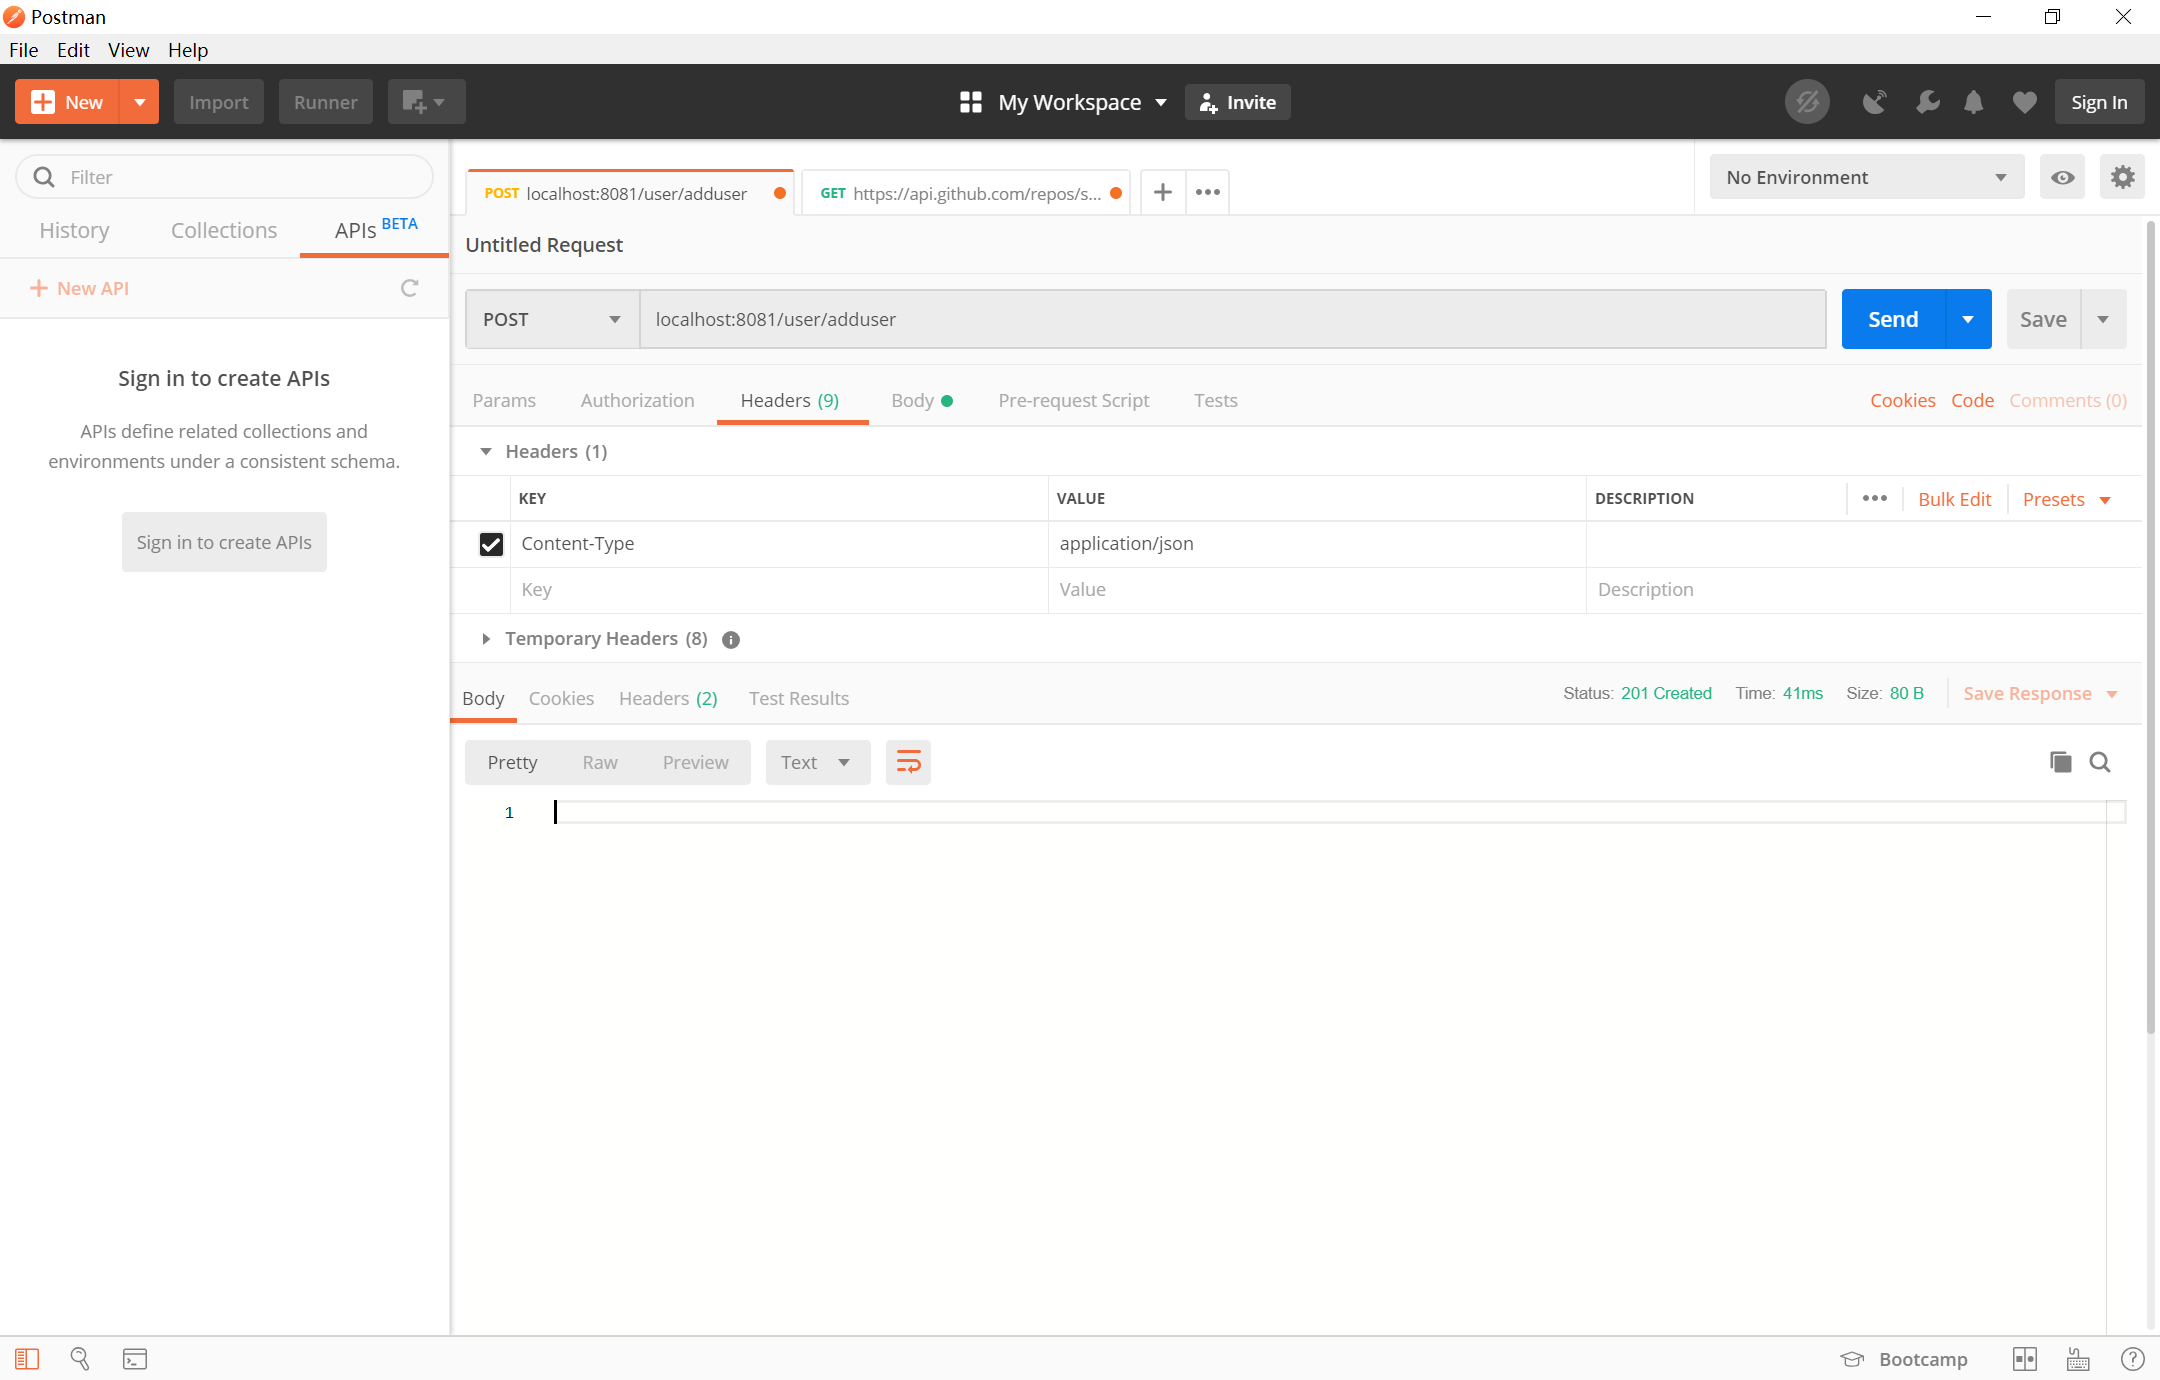 Postman
File Edit View Help
New Import Runner My Workspace Invite Sign In
Filter
History Collections APIs BETA
New API
Sign in to create APIs
APIs define related collections and
environments under a consistent schema.
Sign in to create APIs
POST localhost:8081/user/adduser GET https://api.github.com/repos/s... No Environment
Untitled Request
POST localhost:8081/user/adduser Send Save
Params Authorization Headers (9) Body Pre-request Script Tests Cookies Code Comments (0)
Headers (1)
KEY VALUE DESCRIPTION Bulk Edit Presets
Content-Type application/json
Key Value Description
Temporary Headers (8)
Body Cookies Headers (2) Test Results Status: 201 Created Time: 41ms Size: 80 B Save Response
Pretty Raw Preview Text
1
Bootcamp